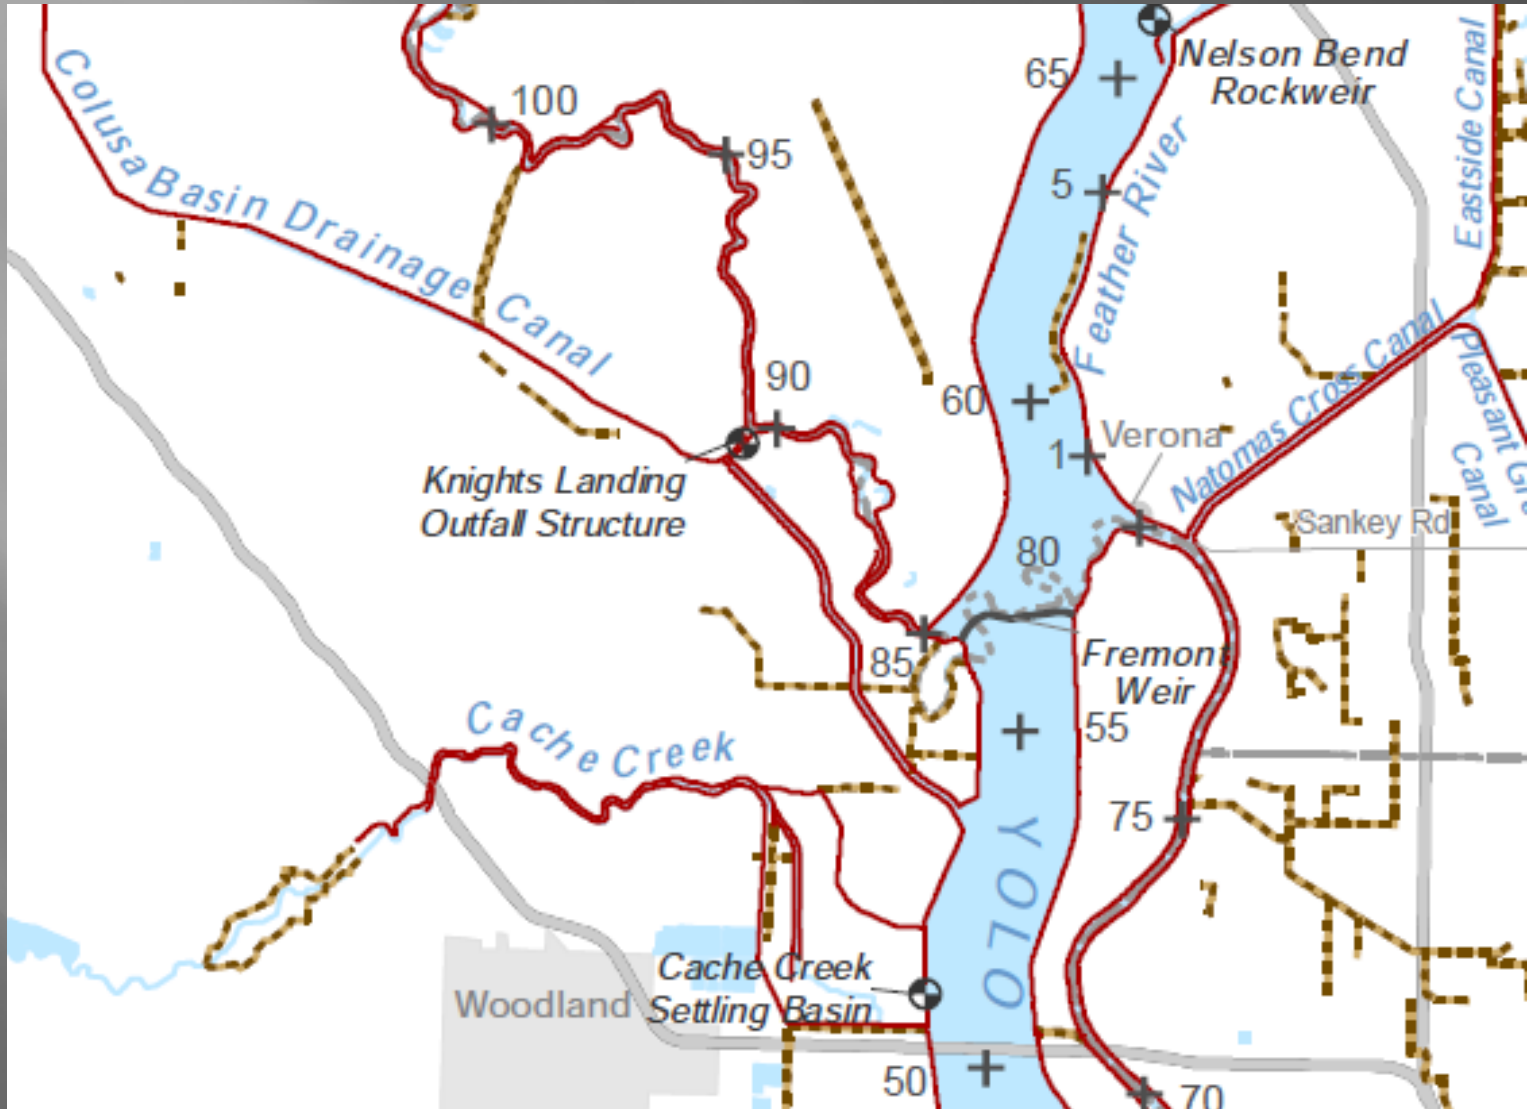 Nelson Bend
Rockweir
65
Eastside Canal
Colusa Basin Drainage Canal
100
95
5
Feather River
90
60
1
Verona
Natomas Cross Canal
Pleasant Gr
Canal
Knights Landing
Outfall Structure
Sankey Rd
80
85
Fremont
Weir
Cache Creek
55
75
YOLO
Cache Creek
Settling Basin
Woodland
50
70